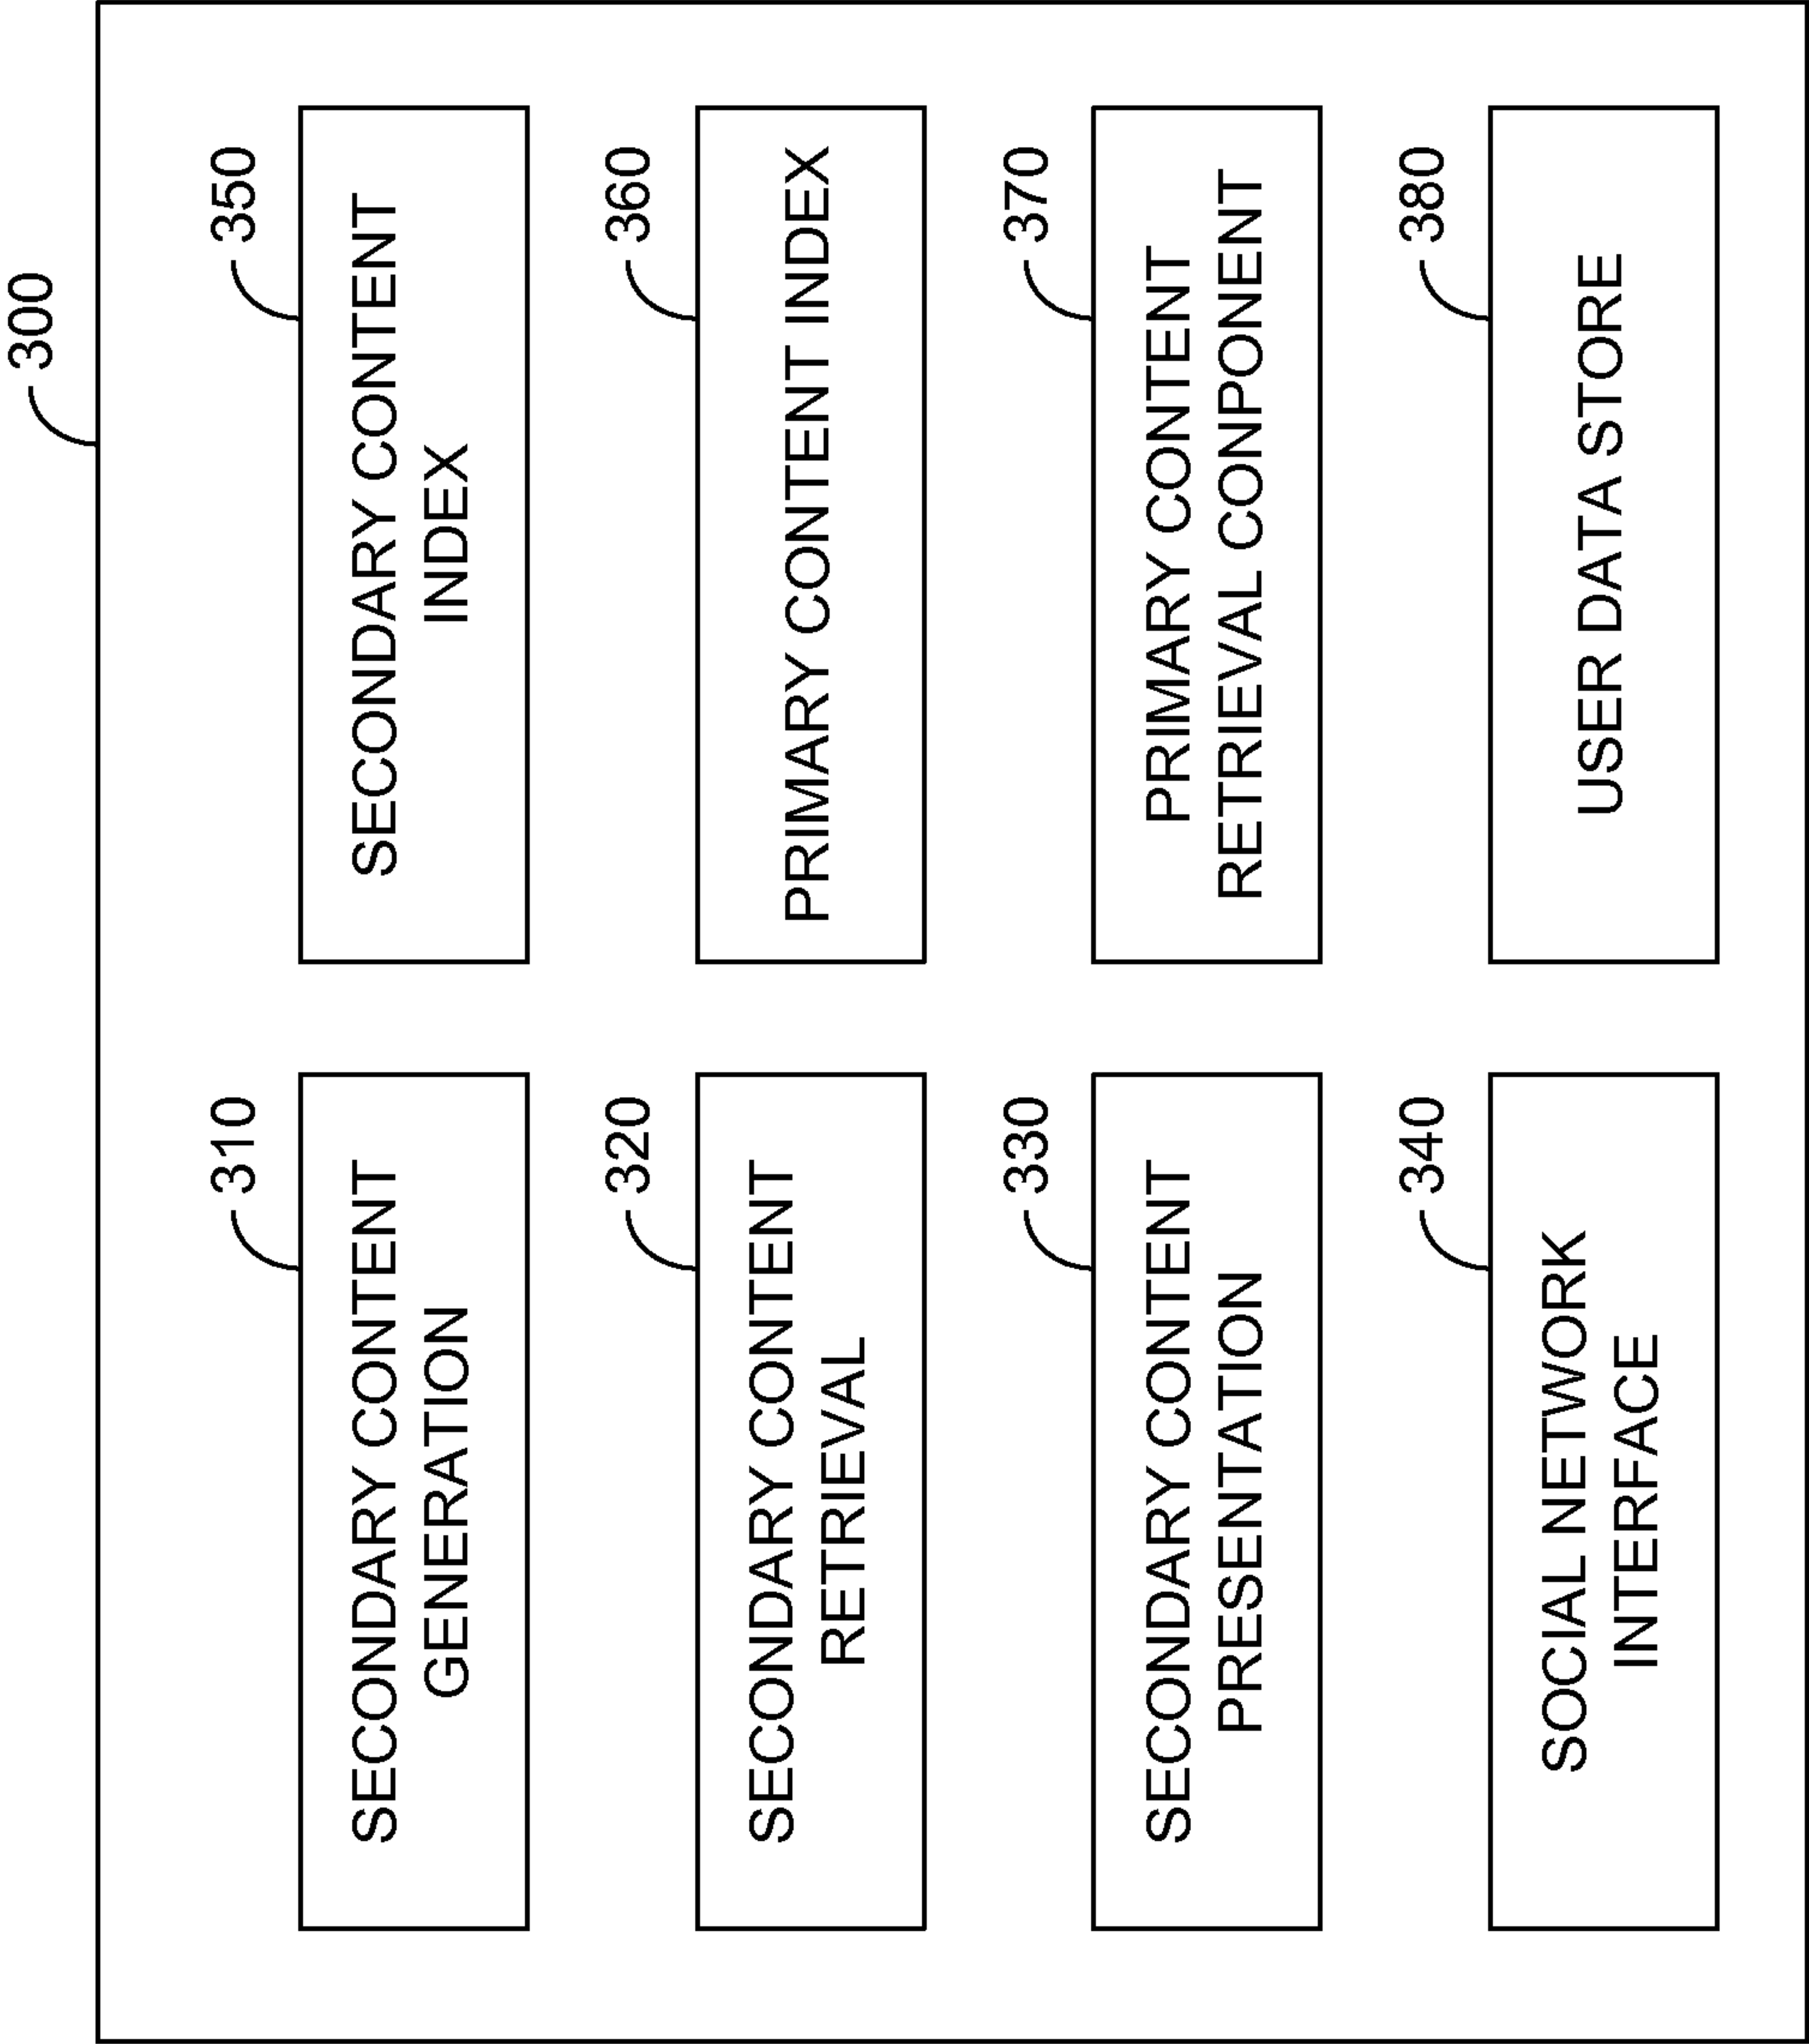 300
310
SECONDARY CONTENT
GENERATION
350
SECONDARY CONTENT
INDEX
320
SECONDARY CONTENT
RETRIEVAL
360
PRIMARY CONTENT INDEX
330
SECONDARY CONTENT
PRESENTATION
370
PRIMARY CONTENT
RETRIEVAL CONPONENT
340
SOCIAL NETWORK
INTERFACE
380
USER DATA STORE